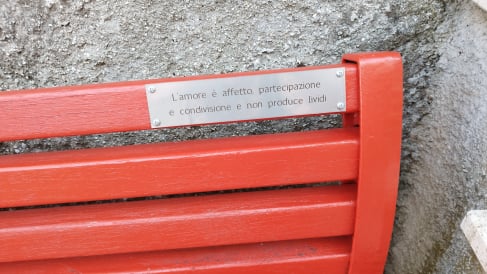 L'amore è affetto, partecipazione
e condivisione e non produce lividi